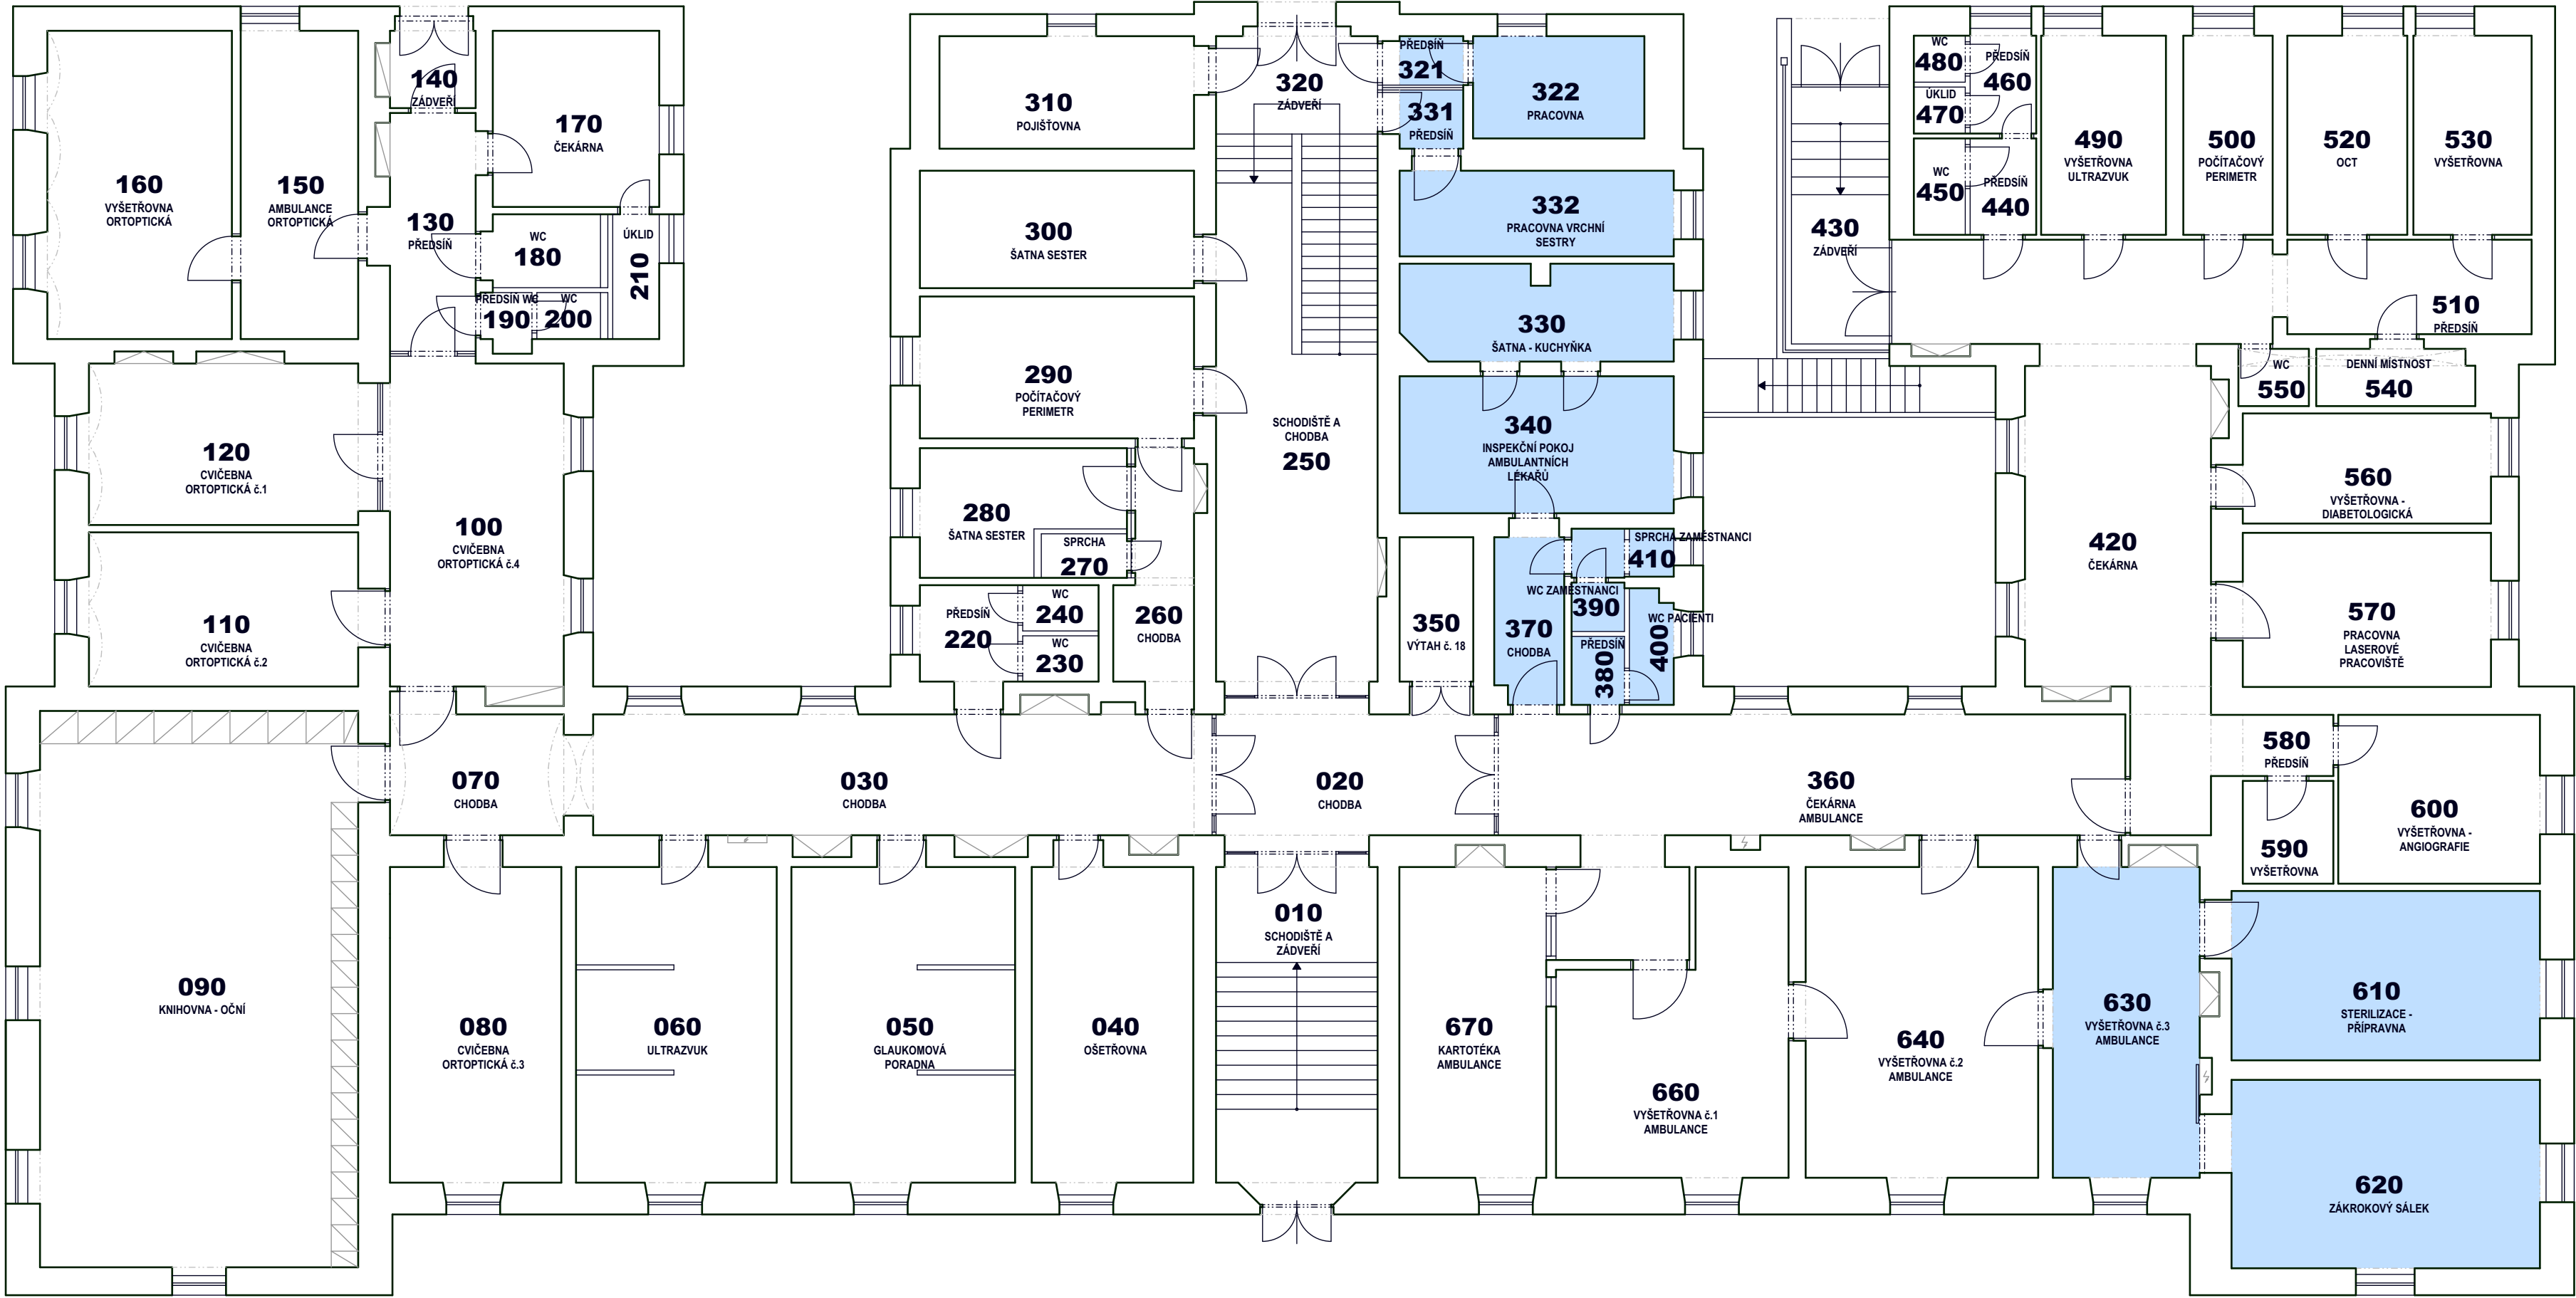 140
ZÁDVEŘÍ
170
ČEKÁRNA
160
VYŠETŘOVNA
ORTOPTICKÁ
150
AMBULANCE
ORTOPTICKÁ
130
PŘEDSÍŇ
WC
180
ÚKLID
210
PŘEDSÍŇ WC
190
WC
200
120
CVIČEBNA
ORTOPTICKÁ č.1
100
CVIČEBNA
ORTOPTICKÁ č.4
110
CVIČEBNA
ORTOPTICKÁ č.2
310
POJIŠŤOVNA
320
ZÁDVEŘÍ
PŘEDSÍŇ
321
322
PRACOVNA
331
PŘEDSÍŇ
332
PRACOVNA VRCHNÍ
SESTRY
300
ŠATNA SESTER
330
ŠATNA - KUCHYŇKA
290
POČÍTAČOVÝ
PERIMETR
SCHODIŠTĚ A
CHODBA
250
340
INSPEKČNÍ POKOJ
AMBULANTNÍCH
LÉKAŘŮ
280
ŠATNA SESTER
SPRCHA
270
SPRCHA ZAMĚSTNANCI
410
WC ZAMĚSTNANCI
390
PŘEDSÍŇ
220
WC
240
WC
230
260
CHODBA
350
VÝTAH č. 18
370
CHODBA
PŘEDSÍŇ
380
WC PACIENTI
400
WC
480
PŘEDSÍŇ
460
ÚKLID
470
WC
450
PŘEDSÍŇ
440
490
VYŠETŘOVNA
ULTRAZVUK
500
POČÍTAČOVÝ
PERIMETR
520
OCT
530
VYŠETŘOVNA
430
ZÁDVEŘÍ
510
PŘEDSÍŇ
WC
550
DENNÍ MÍSTNOST
540
560
VYŠETŘOVNA -
DIABETOLOGICKÁ
420
ČEKÁRNA
570
PRACOVNA
LASEROVÉ
PRACOVIŠTĚ
070
CHODBA
030
CHODBA
020
CHODBA
360
ČEKÁRNA
AMBULANCE
580
PŘEDSÍŇ
590
VYŠETŘOVNA
600
VYŠETŘOVNA -
ANGIOGRAFIE
090
KNIHOVNA - OČNÍ
080
CVIČEBNA
ORTOPTICKÁ č.3
060
ULTRAZVUK
050
GLAUKOMOVÁ
PORADNA
040
OŠETŘOVNA
010
SCHODIŠTĚ A
ZÁDVEŘÍ
670
KARTOTÉKA
AMBULANCE
660
VYŠETŘOVNA č.1
AMBULANCE
640
VYŠETŘOVNA č.2
AMBULANCE
630
VYŠETŘOVNA č.3
AMBULANCE
610
STERILIZACE -
PŘÍPRAVNA
620
ZÁKROKOVÝ SÁLEK